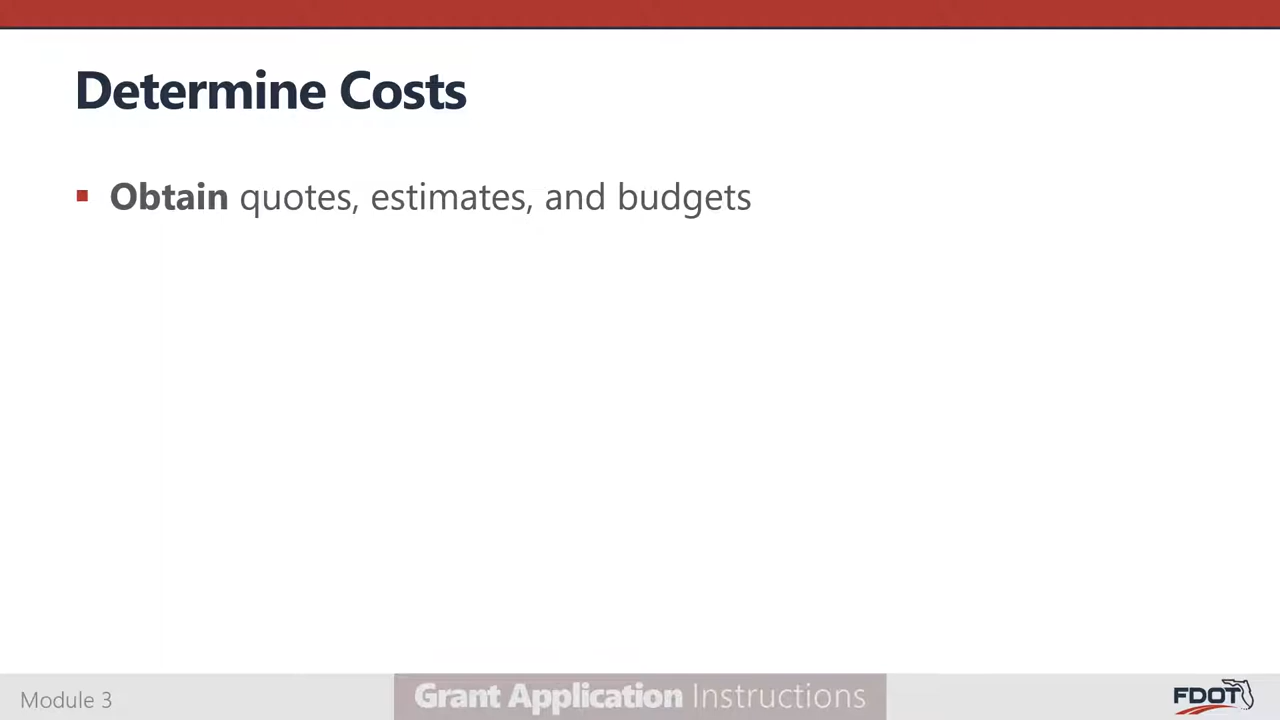 Determine Costs
▪ Obtain quotes, estimates, and budgets
Module 3
Grant Application Instructions
FDOT